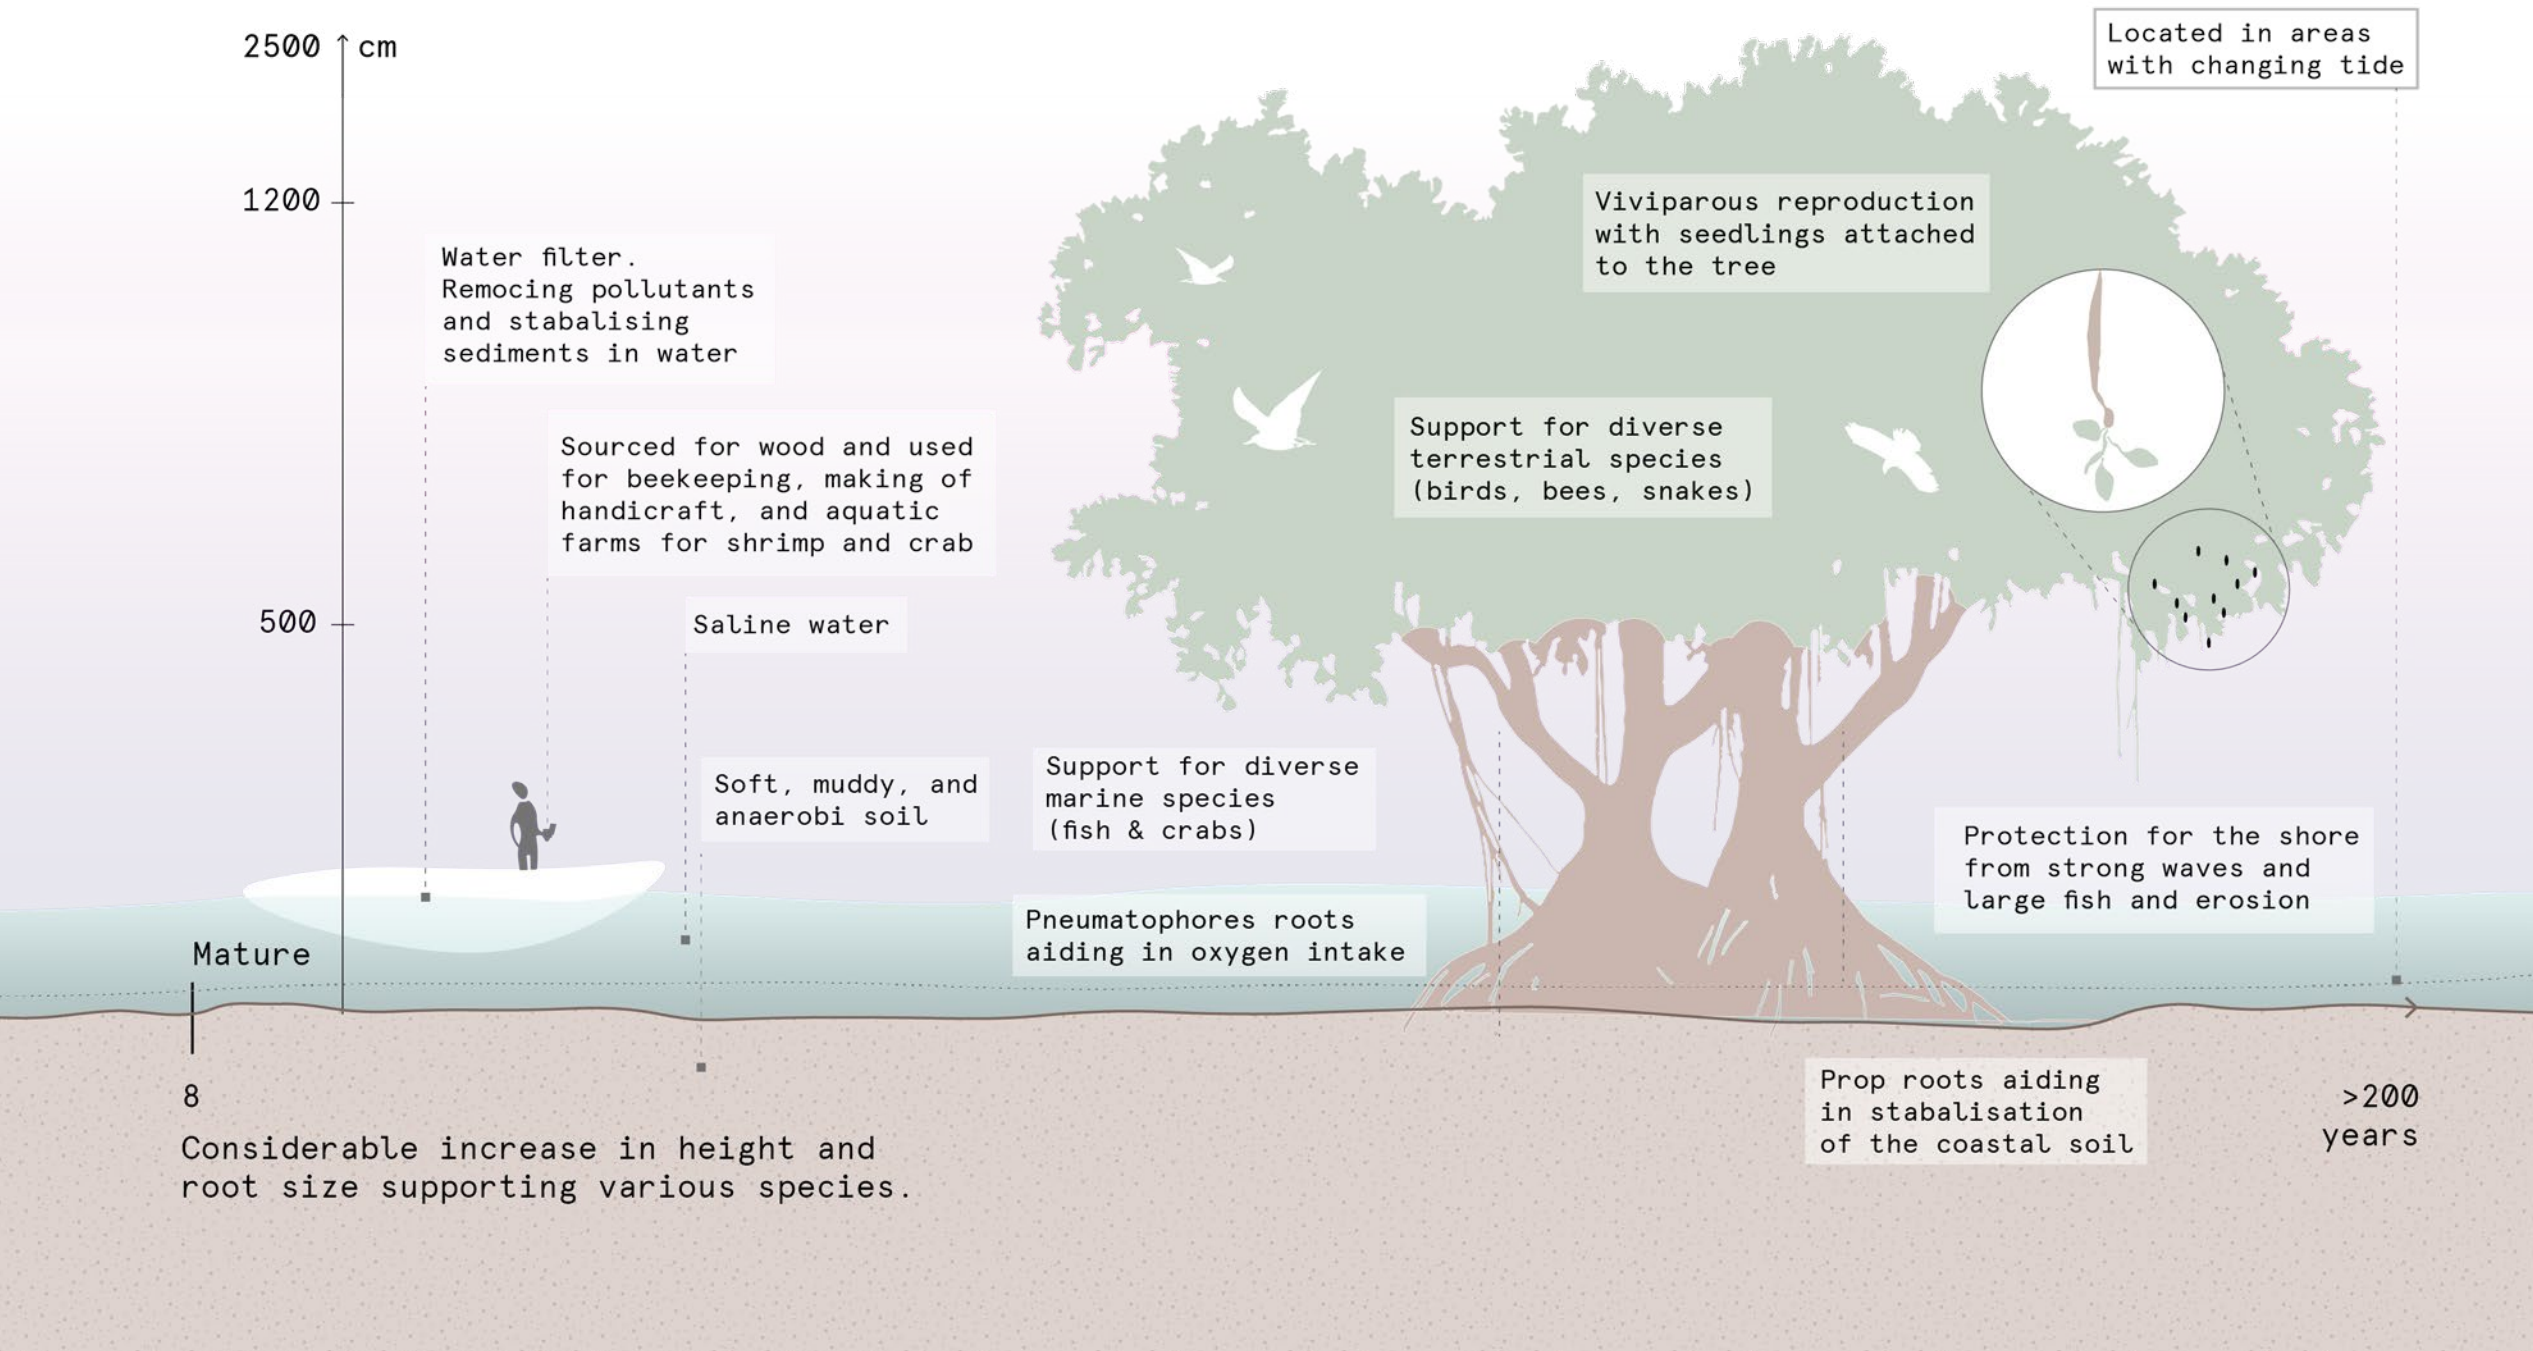 2500 cm
1200
500
Located in areas
with changing tide
Water filter.
Remocing pollutants
and stabalising
sediments in water
Viviparous reproduction
with seedlings attached
to the tree
Sourced for wood and used
for beekeeping, making of
handicraft, and aquatic
farms for shrimp and crab
Support for diverse
terrestrial species
(birds, bees, snakes)
Saline water
Soft, muddy, and
anaerobi soil
Support for diverse
marine species
(fish & crabs)
Protection for the shore
from strong waves and
large fish and erosion
Pneumatophores roots
aiding in oxygen intake
Mature
8
Considerable increase in height and
root size supporting various species.
Prop roots aiding
in stabalisation
of the coastal soil
>200
years